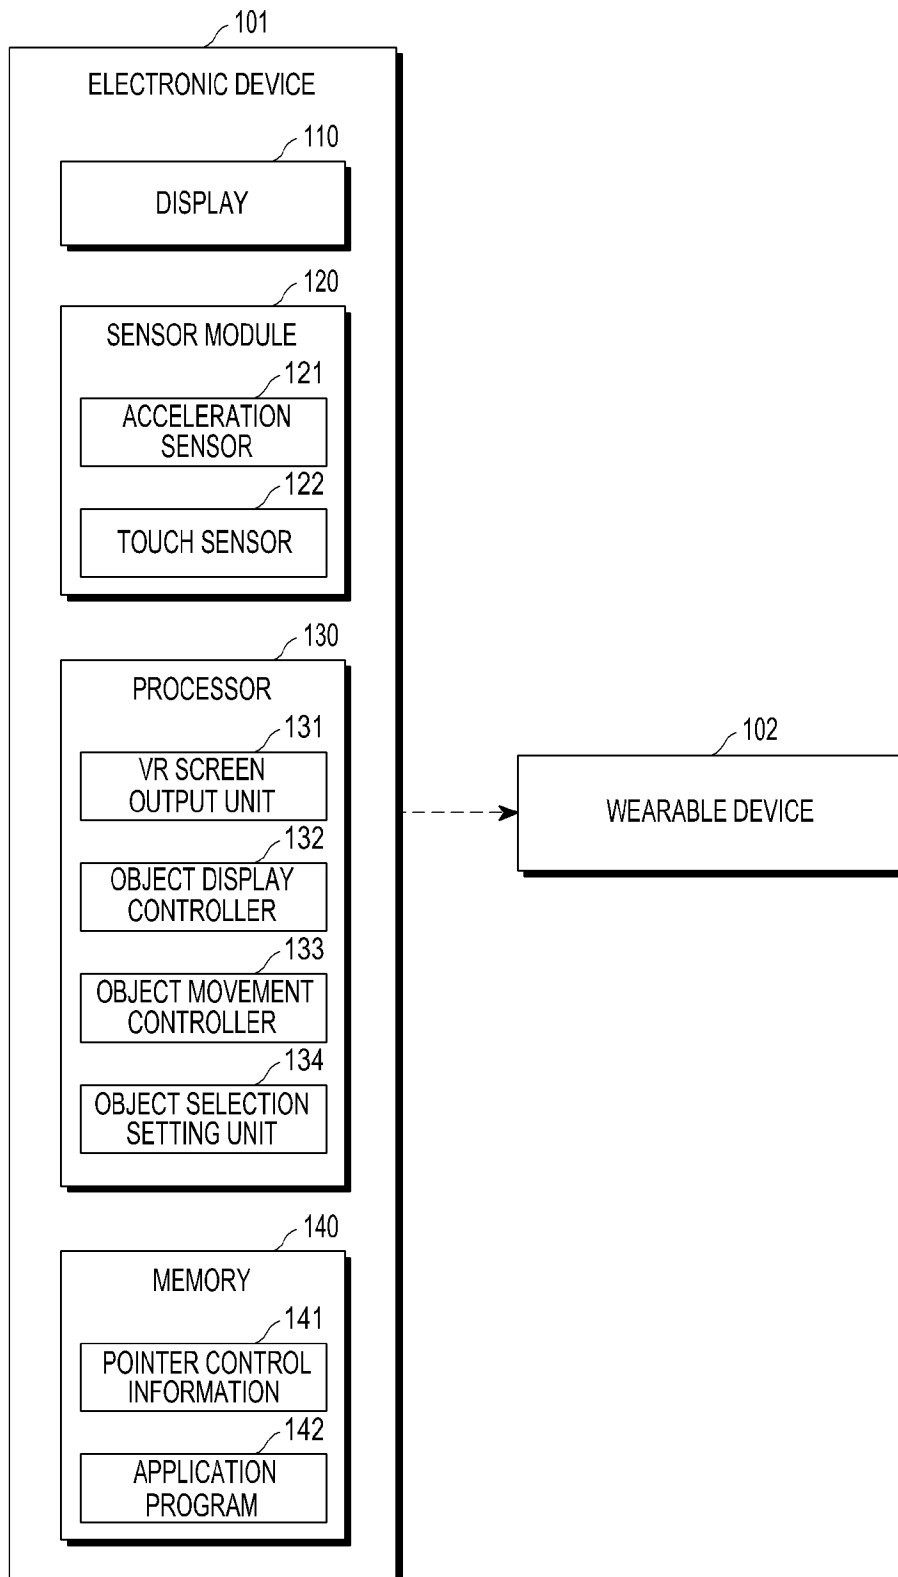 101
ELECTRONIC DEVICE
110
DISPLAY
120
SENSOR MODULE
121
ACCELERATION
SENSOR
122
TOUCH SENSOR
130
PROCESSOR
131
VR SCREEN
OUTPUT UNIT
132
OBJECT DISPLAY
CONTROLLER
133
OBJECT MOVEMENT
CONTROLLER
134
OBJECT SELECTION
SETTING UNIT
140
MEMORY
141
POINTER CONTROL
INFORMATION
142
APPLICATION
PROGRAM
102
WEARABLE DEVICE